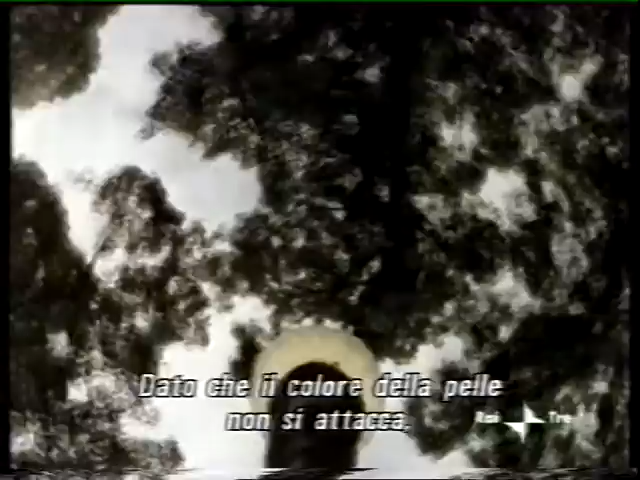 Dato che il colore della pelle
non si attacca,
Rai Tre